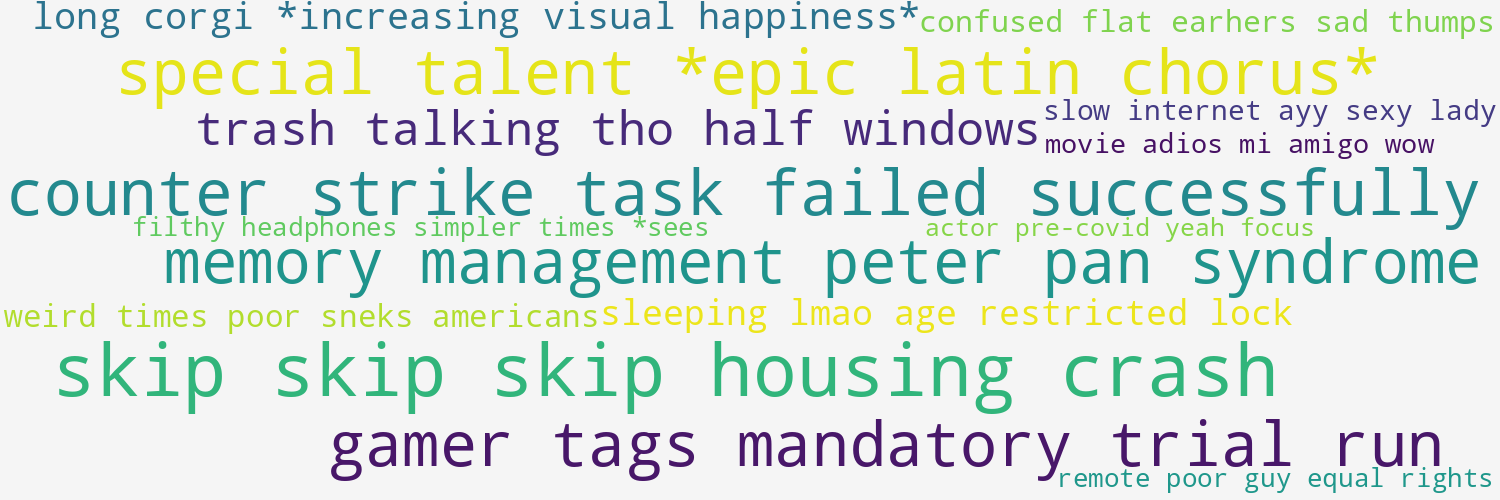 long corgi *increasing visual happiness*
confused flat earhers sad thumps
special talent *epic latin chorus*
trash talking tho half windows
slow internet ayy sexy lady
movie adios mi amigo wow
counter strike task failed successfully
filthy headphones simpler times *sees
actor pre-covid yeah focus
memory management peter pan syndrome
weird times poor sneks americans
sleeping lmao age restricted lock
skip skip skip housing crash
gamer tags mandatory trial run
remote poor guy equal rights